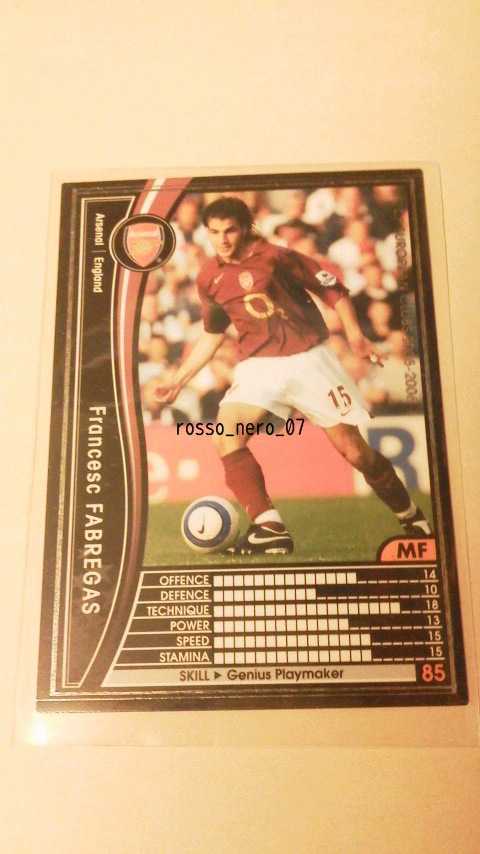 Arsenal | England
Francesc FABREGAS
15
rosso_nero_07
MF
OFFENCE 14
DEFENCE 10
TECHNIQUE 18
POWER 13
SPEED 15
STAMINA 15
SKILL ▶ Genius Playmaker 85